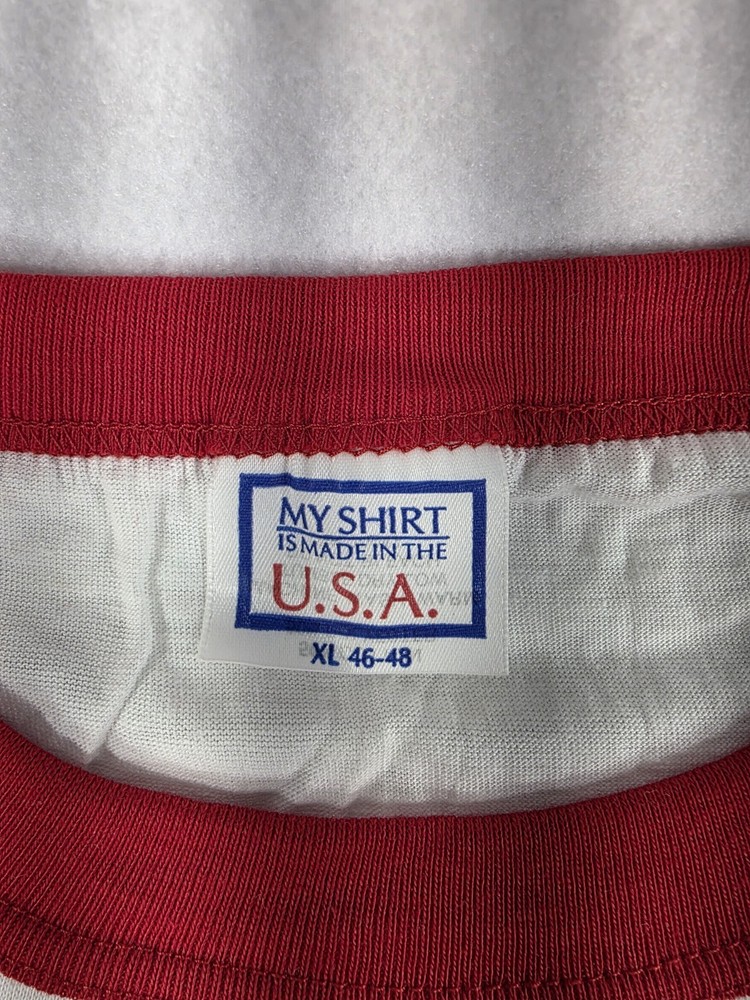 MY SHIRT
IS MADE IN THE
U.S.A.
XL 46-48